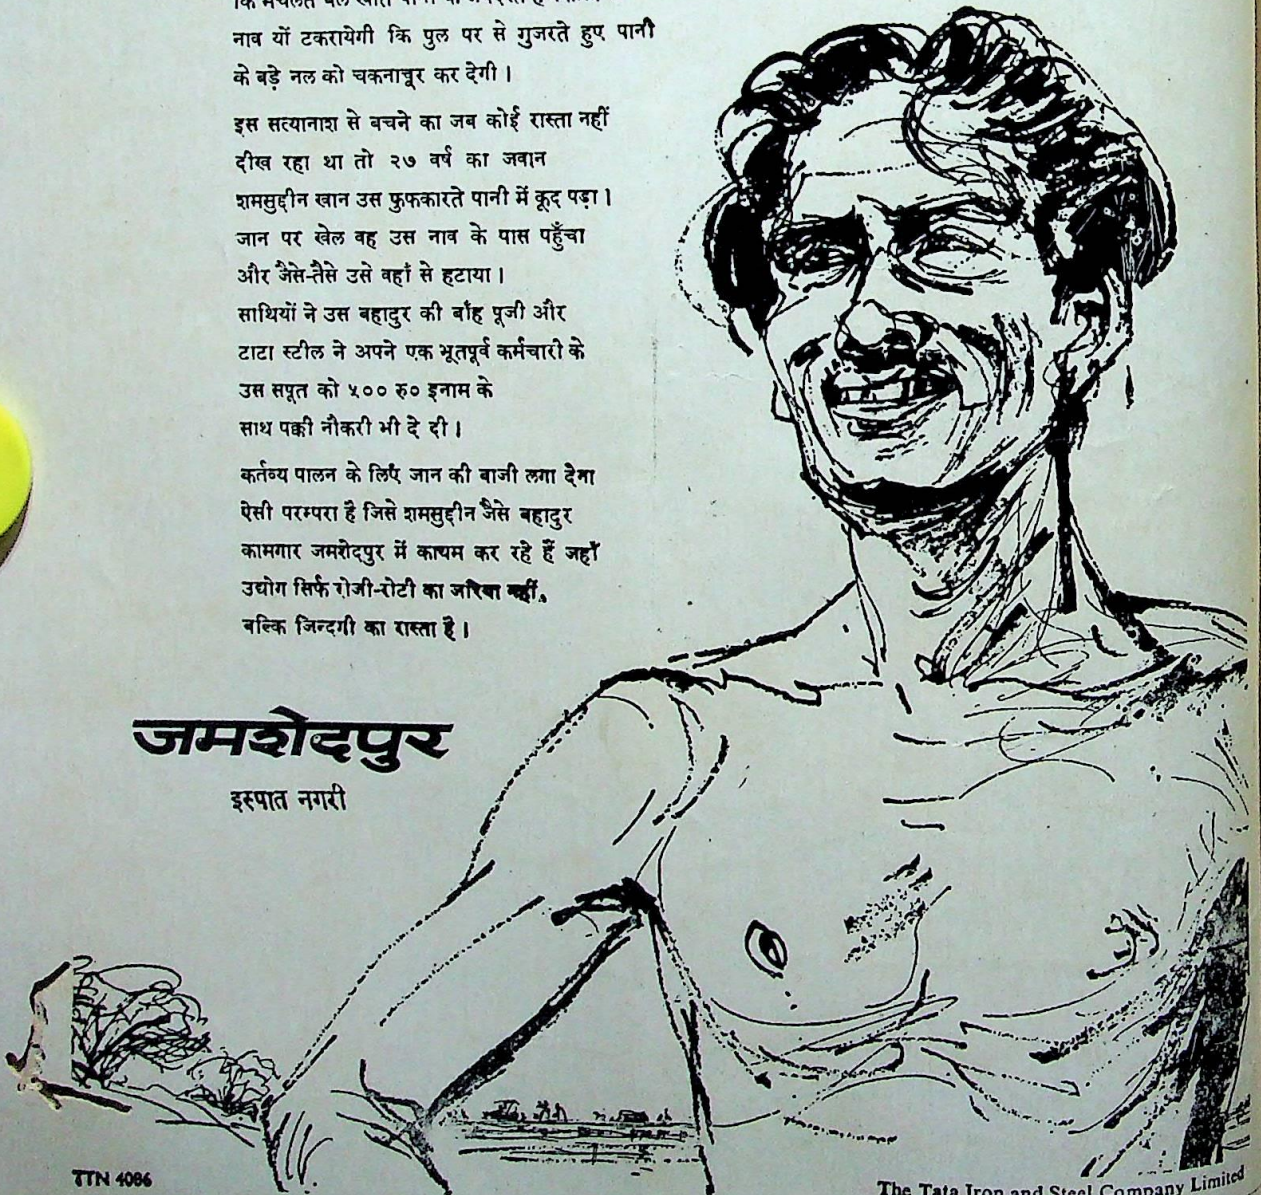 नाव यों टकरायेगी कि पुल पर से गुजरते हुए पानी
के बड़े नल को चकनाचूर कर देगी।
इस सत्यानाश से बचने का जब कोई रास्ता नहीं
दीख रहा था तो २७ वर्ष का जवान
शमसुद्दीन खान उस फुफकारते पानी में कूद पड़ा।
जान पर खेल वह उस नाव के पास पहुँचा
और जैसे-तैसे उसे वहां से हटाया।
साथियों ने उस बहादुर की बाँह पूजी और
टाटा स्टील ने अपने एक भूतपूर्व कर्मचारी के
उस सपूत को ५०० रु० इनाम के
साथ पक्की नौकरी भी दे दी।
कर्तव्य पालन के लिए जान की बाजी लगा देना
ऐसी परम्परा है जिसे शमसुद्दीन जैसे बहादुर
कामगार जमशेदपुर में कायम कर रहे हैं जहाँ
उद्योग सिर्फ रोजी-रोटी का जरिया नहीं,
बल्कि जिन्दगी का रास्ता है।
जमशेदपुर
इस्पात नगरी
TTN 4086
The Tata Iron and Steel Company Limited